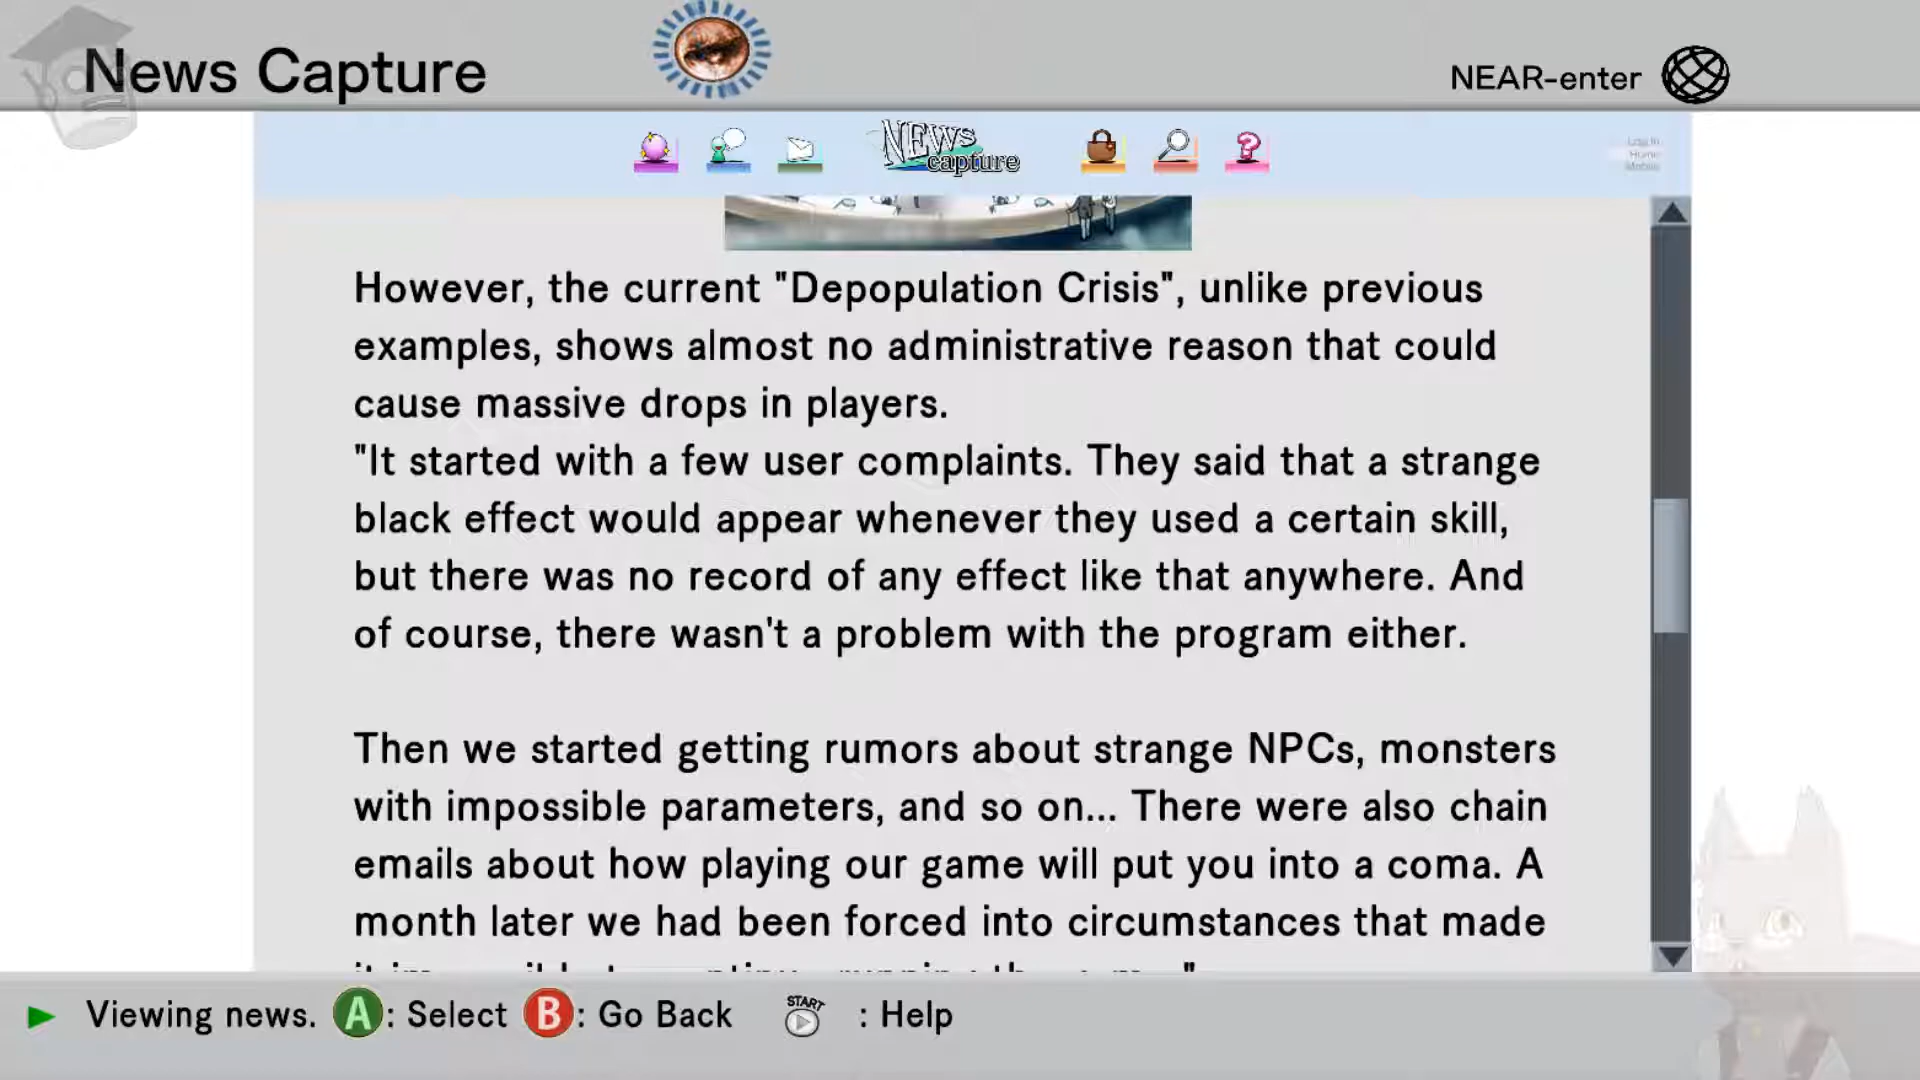 News Capture
NEAR-enter
NEWS
capture
Log In
Home
Mobile
However, the current "Depopulation Crisis", unlike previous
examples, shows almost no administrative reason that could
cause massive drops in players.
"It started with a few user complaints. They said that a strange
black effect would appear whenever they used a certain skill,
but there was no record of any effect like that anywhere. And
of course, there wasn't a problem with the program either.
Then we started getting rumors about strange NPCs, monsters
with impossible parameters, and so on... There were also chain
emails about how playing our game will put you into a coma. A
month later we had been forced into circumstances that made
Viewing news. A: Select B: Go Back START : Help